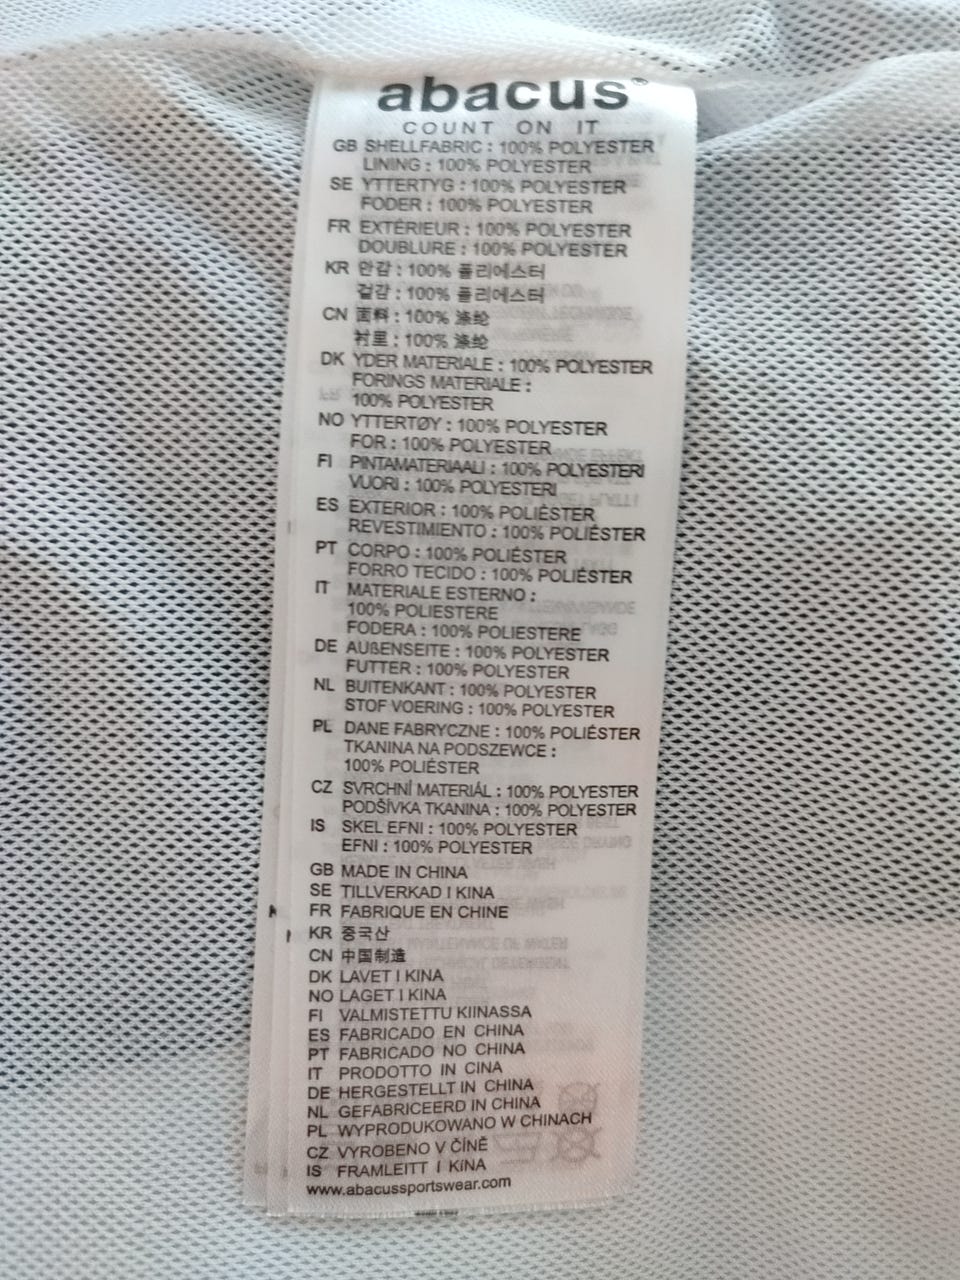 abacus®
COUNT ON IT
GB SHELLFABRIC : 100% POLYESTER
LINING : 100% POLYESTER
SE YTTERTYG : 100% POLYESTER
FODER : 100% POLYESTER
FR EXTÉRIEUR : 100% POLYESTER
DOUBLURE : 100% POLYESTER
KR 안감 : 100% 폴리에스터
겉감 : 100% 폴리에스터
CN 面料 : 100% 涤纶
衬里 : 100% 涤纶
DK YDER MATERIALE : 100% POLYESTER
FORINGS MATERIALE :
100% POLYESTER
NO YTTERTØY : 100% POLYESTER
FOR : 100% POLYESTER
FI PINTAMATERIAALI : 100% POLYESTERI
VUORI : 100% POLYESTERI
ES EXTERIOR : 100% POLIÉSTER
REVESTIMIENTO : 100% POLIÉSTER
PT CORPO : 100% POLIÉSTER
FORRO TECIDO : 100% POLIÉSTER
IT MATERIALE ESTERNO :
100% POLIESTERE
FODERA : 100% POLIESTERE
DE AUßENSEITE : 100% POLYESTER
FUTTER : 100% POLYESTER
NL BUITENKANT : 100% POLYESTER
STOF VOERING : 100% POLYESTER
PL DANE FABRYCZNE : 100% POLIÉSTER
TKANINA NA PODSZEWCE :
100% POLIÉSTER
CZ SVRCHNÍ MATERIÁL : 100% POLYESTER
PODŠÍVKA TKANINA : 100% POLYESTER
IS SKEL EFNI : 100% POLYESTER
EFNI : 100% POLYESTER
GB MADE IN CHINA
SE TILLVERKAD I KINA
FR FABRIQUE EN CHINE
KR 중국산
CN 中国制造
DK LAVET I KINA
NO LAGET I KINA
FI VALMISTETTU KIINASSA
ES FABRICADO EN CHINA
PT FABRICADO NO CHINA
IT PRODOTTO IN CINA
DE HERGESTELLT IN CHINA
NL GEFABRICEERD IN CHINA
PL WYPRODUKOWANO W CHINACH
CZ VYROBENO V ČÍNĚ
IS FRAMLEITT Í KÍNA
www.abacussportswear.com